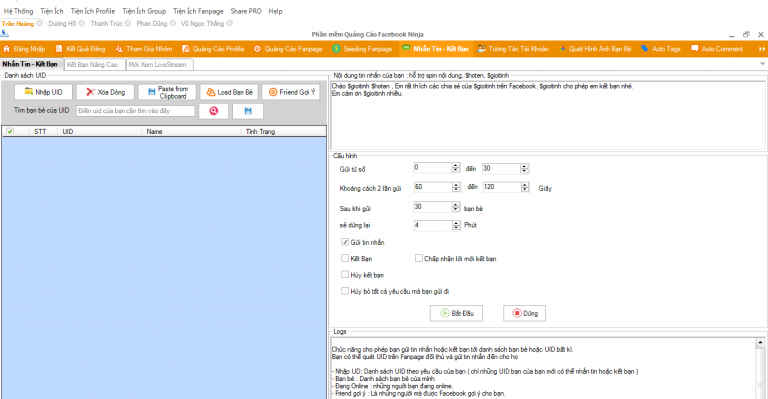 Hệ Thống Tiện Ích Tiện Ích Profile Tiện Ích Group Tiện Ích Fanpage Share PRO Help
Trần Hoàng Dương Hồ Thanh Trúc Phan Dũng Võ Ngọc Thắng
Phần mềm Quảng Cáo Facebook Ninja
Đăng Nhập Kết Quả Đăng Tham Gia Nhóm Quảng Cáo Profile Quảng Cáo Fanpage Seeding Fanpage Nhắn Tin - Kết Bạn Tương Tác Tài Khoản Quét Hình Ảnh Bạn Bè Auto Tags Auto Comment
Nhắn Tin - Kết Bạn Kết Bạn Nâng Cao Mời Xem LiveStream
Danh sách UID
Nhập UID Xóa Dòng Paste from Clipboard Load Bạn Bè Friend Gợi Ý
Tìm bạn bè của UID Điền uid của bạn cần tìm vào đây
STT UID Name Tình Trạng
Nội dung tin nhắn của bạn : hỗ trợ spin nội dung, $hoten, $gioitinh
Chào $gioitinh $hoten , Em rất thích các chia sẻ của $gioitinh trên Facebook. $gioitinh cho phép em kết bạn nhé.
Em cám ơn $gioitinh nhiều.
Cấu hình
Gửi từ số 0 đến 30
Khoảng cách 2 lần gửi 60 đến 120 Giây
Sau khi gửi 30 bạn bè
sẽ dừng lại 4 Phút
Gửi tin nhắn
Kết Bạn Chấp nhận lời mời kết bạn
Hủy kết bạn
Hủy bỏ tất cả yêu cầu mà bạn gửi đi
Bắt Đầu Dừng
Logs
Chức năng cho phép bạn gửi tin nhắn hoặc kết bạn tới danh sách bạn bè hoặc UID bất kì.
Bạn có thể quét UID trên Fanpage đối thủ và gửi tin nhắn đến cho họ
- Nhập UD: Danh sách UID theo yêu cầu của bạn ( chỉ những UID bạn của bạn mới có thể nhắn tin hoặc kết bạn )
- Bạn bè : Danh sách bạn bè của mình
- Đang Online : những người bạn đang online.
- Friend gợi ý : Là những người mà được Facebook gợi ý cho bạn.